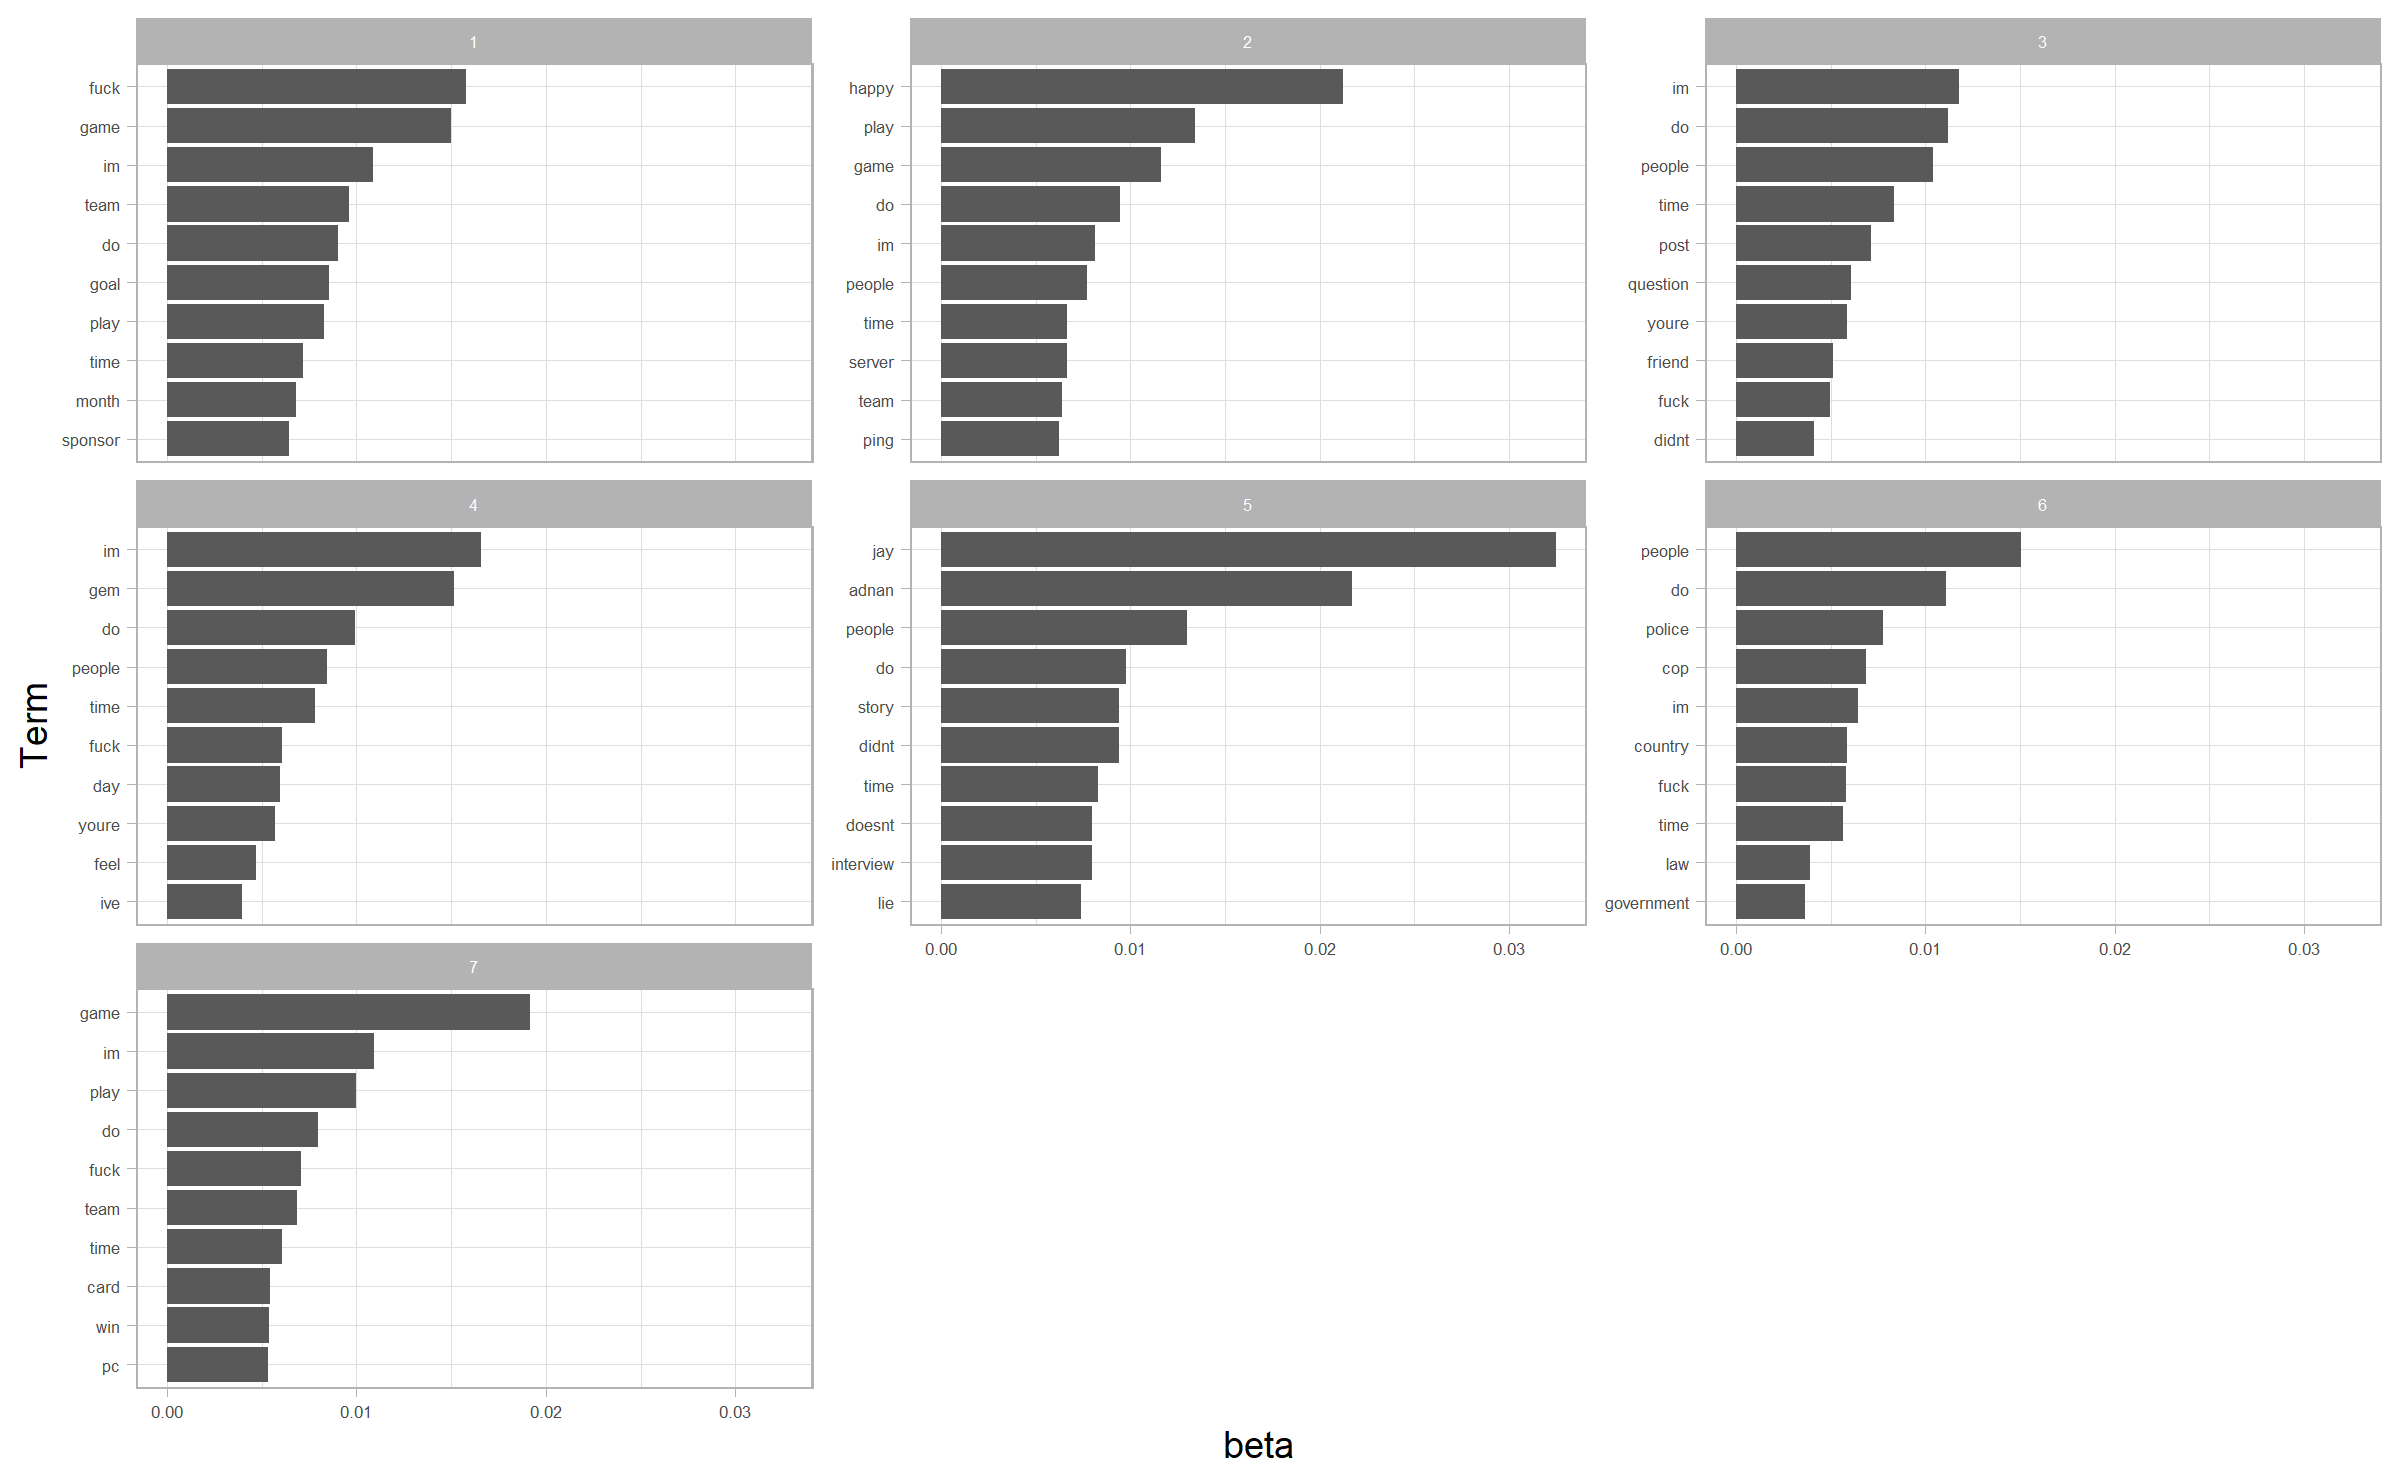 1
fuck
game
im
team
do
goal
play
time
month
sponsor
2
happy
play
game
do
im
people
time
server
team
ping
3
im
do
people
time
post
question
youre
friend
fuck
didnt
4
im
gem
do
people
time
fuck
day
youre
feel
ive
5
jay
adnan
people
do
story
didnt
time
doesnt
interview
lie
0.00 0.01 0.02 0.03
6
people
do
police
cop
im
country
fuck
time
law
government
0.00 0.01 0.02 0.03
7
game
im
play
do
fuck
team
time
card
win
pc
0.00 0.01 0.02 0.03
Term
beta